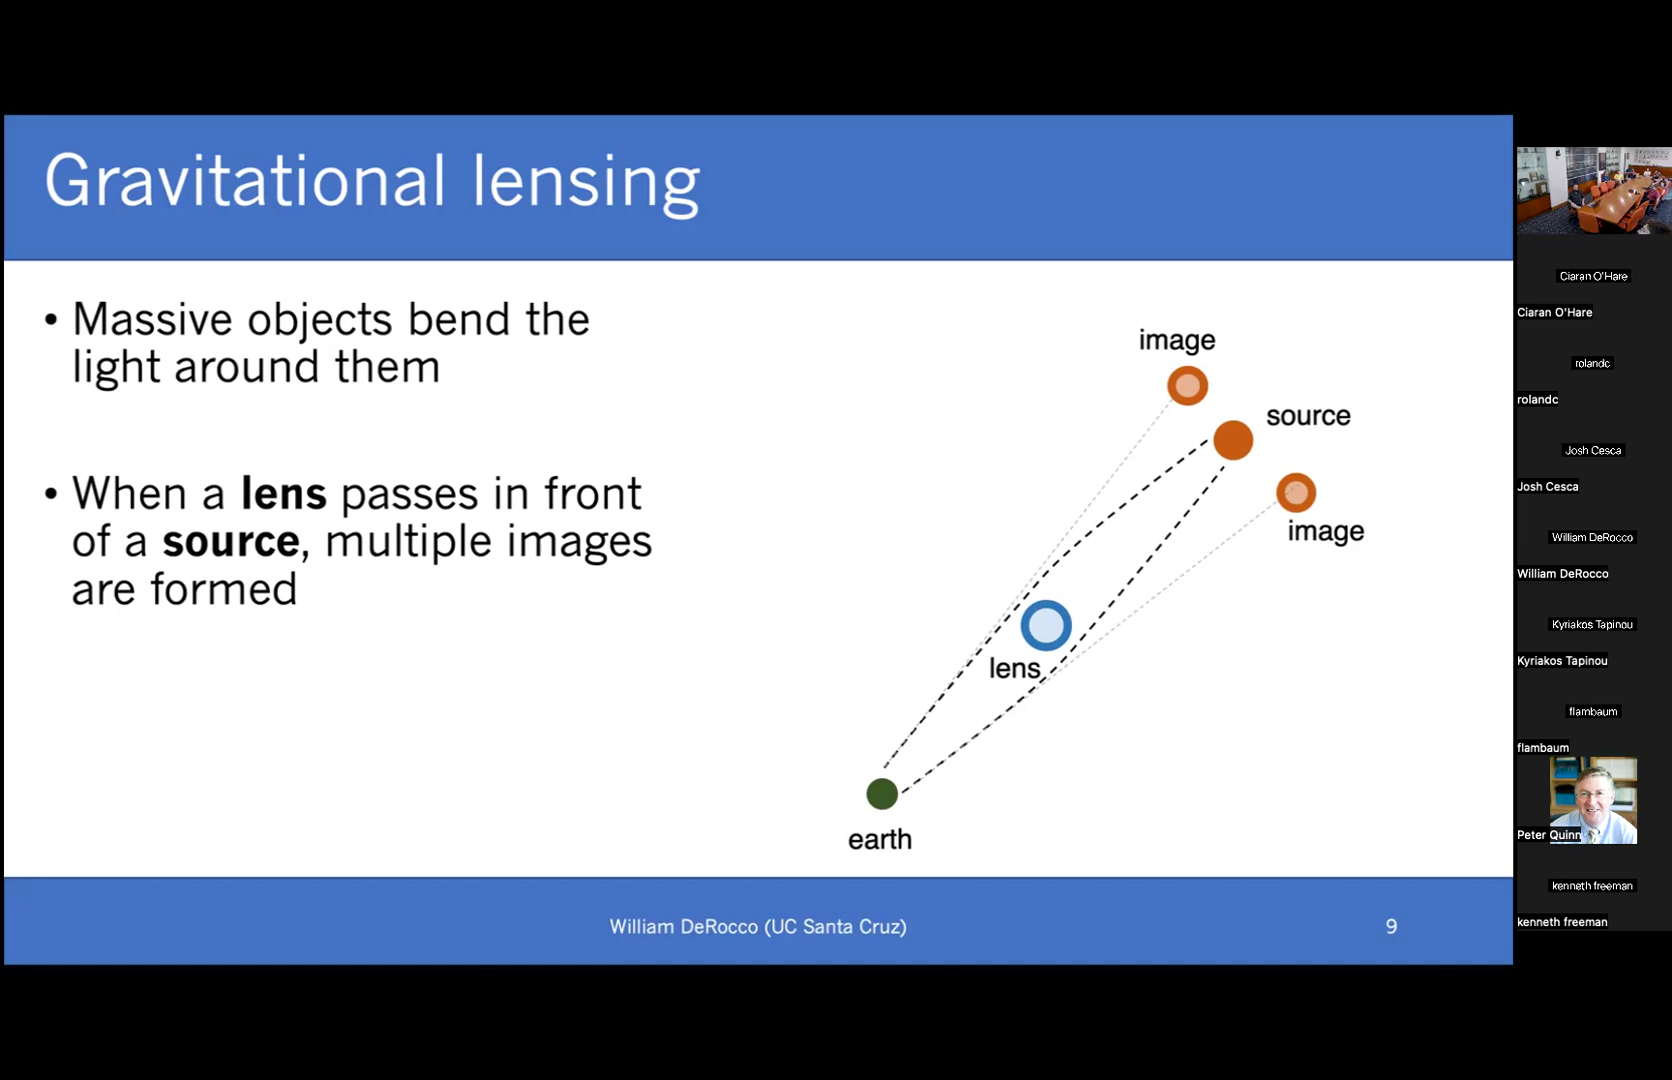 Gravitational lensing
• Massive objects bend the
light around them
• When a lens passes in front
of a source, multiple images
are formed
image
source
image
lens
earth
William DeRocco (UC Santa Cruz)
9
Ciaran O'Hare
Ciaran O'Hare
rolandc
rolandc
Josh Cesca
Josh Cesca
William DeRocco
William DeRocco
Kyriakos Tapinou
Kyriakos Tapinou
flambaum
flambaum
Peter Quinn
kenneth freeman
kenneth freeman